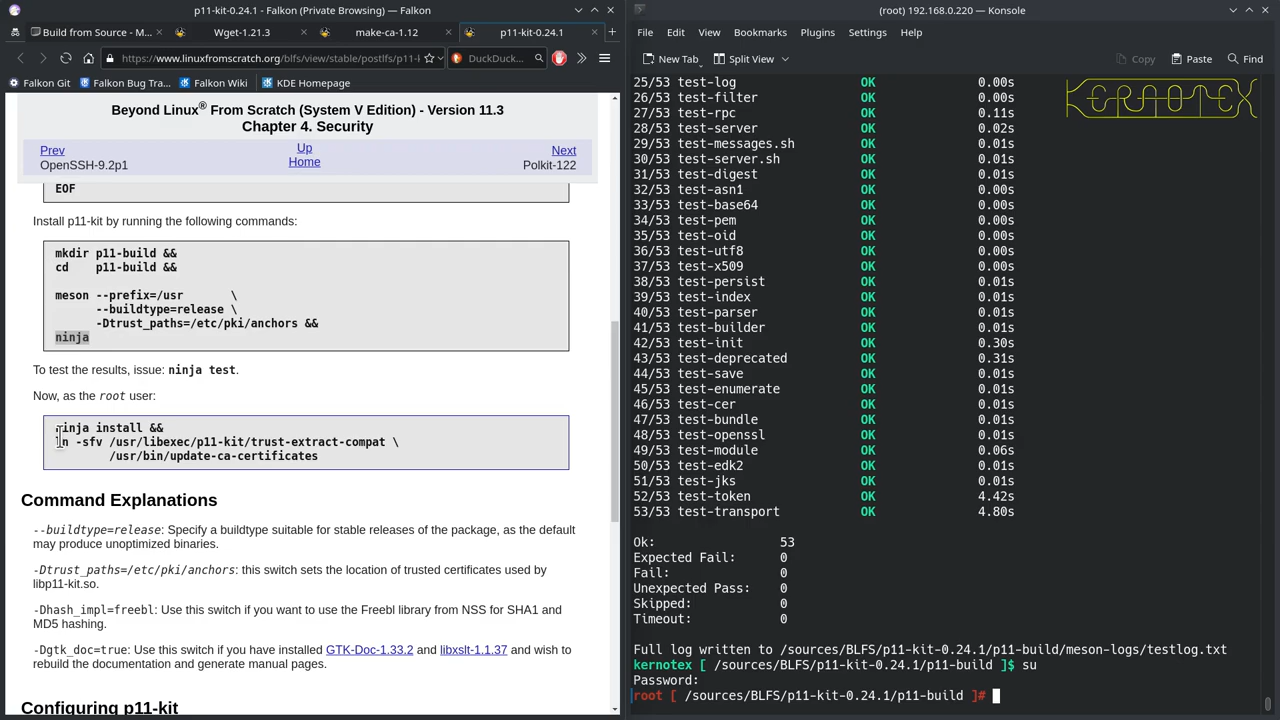 p11-kit-0.24.1 — Falkon (Private Browsing) — Falkon
Build from Source - M...
Wget-1.21.3
make-ca-1.12
p11-kit-0.24.1
https://www.linuxfromscratch.org/blfs/view/stable/postlfs/p11-k
DuckDuck...
Falkon Git
Falkon Bug Tra...
Falkon Wiki
KDE Homepage
Beyond Linux® From Scratch (System V Edition) - Version 11.3
Chapter 4. Security
Prev
Up
Next
OpenSSH-9.2p1
Home
Polkit-122
EOF
Install p11-kit by running the following commands:
mkdir p11-build &&
cd    p11-build &&
meson --prefix=/usr       \
--buildtype=release \
-Dtrust_paths=/etc/pki/anchors &&
ninja
To test the results, issue: ninja test.
Now, as the root user:
ninja install &&
ln -sfv /usr/libexec/p11-kit/trust-extract-compat \
/usr/bin/update-ca-certificates
Command Explanations
--buildtype=release: Specify a buildtype suitable for stable releases of the package, as the default
may produce unoptimized binaries.
-Dtrust_paths=/etc/pki/anchors: this switch sets the location of trusted certificates used by
libp11-kit.so.
-Dhash_impl=freebl: Use this switch if you want to use the Freebl library from NSS for SHA1 and
MD5 hashing.
-Dgtk_doc=true: Use this switch if you have installed GTK-Doc-1.33.2 and libxslt-1.1.37 and wish to
rebuild the documentation and generate manual pages.
Configuring p11-kit
(root) 192.168.0.220 — Konsole
File Edit View Bookmarks Plugins Settings Help
New Tab
Split View
Copy
Paste
Find
KERNOTEX
25/53 test-log OK 0.00s
26/53 test-filter OK 0.00s
27/53 test-rpc OK 0.11s
28/53 test-server OK 0.02s
29/53 test-messages.sh OK 0.01s
30/53 test-server.sh OK 0.01s
31/53 test-digest OK 0.01s
32/53 test-asn1 OK 0.00s
33/53 test-base64 OK 0.00s
34/53 test-pem OK 0.01s
35/53 test-oid OK 0.00s
36/53 test-utf8 OK 0.00s
37/53 test-x509 OK 0.00s
38/53 test-persist OK 0.01s
39/53 test-index OK 0.01s
40/53 test-parser OK 0.01s
41/53 test-builder OK 0.01s
42/53 test-init OK 0.30s
43/53 test-deprecated OK 0.31s
44/53 test-save OK 0.01s
45/53 test-enumerate OK 0.01s
46/53 test-cer OK 0.01s
47/53 test-bundle OK 0.01s
48/53 test-openssl OK 0.01s
49/53 test-module OK 0.06s
50/53 test-edk2 OK 0.01s
51/53 test-jks OK 0.01s
52/53 test-token OK 4.42s
53/53 test-transport OK 4.80s
Ok: 53
Expected Fail: 0
Fail: 0
Unexpected Pass: 0
Skipped: 0
Timeout: 0
Full log written to /sources/BLFS/p11-kit-0.24.1/p11-build/meson-logs/testlog.txt
kernotex [ /sources/BLFS/p11-kit-0.24.1/p11-build ]$ su
Password:
root [ /sources/BLFS/p11-kit-0.24.1/p11-build ]#